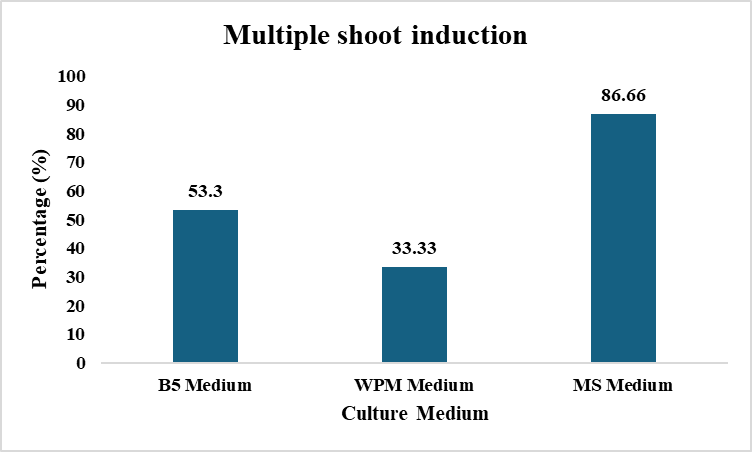 Multiple shoot induction
Percentage (%)
100
90
80
70
60
50
40
30
20
10
0
53.3
33.33
86.66
B5 Medium
WPM Medium
MS Medium
Culture Medium